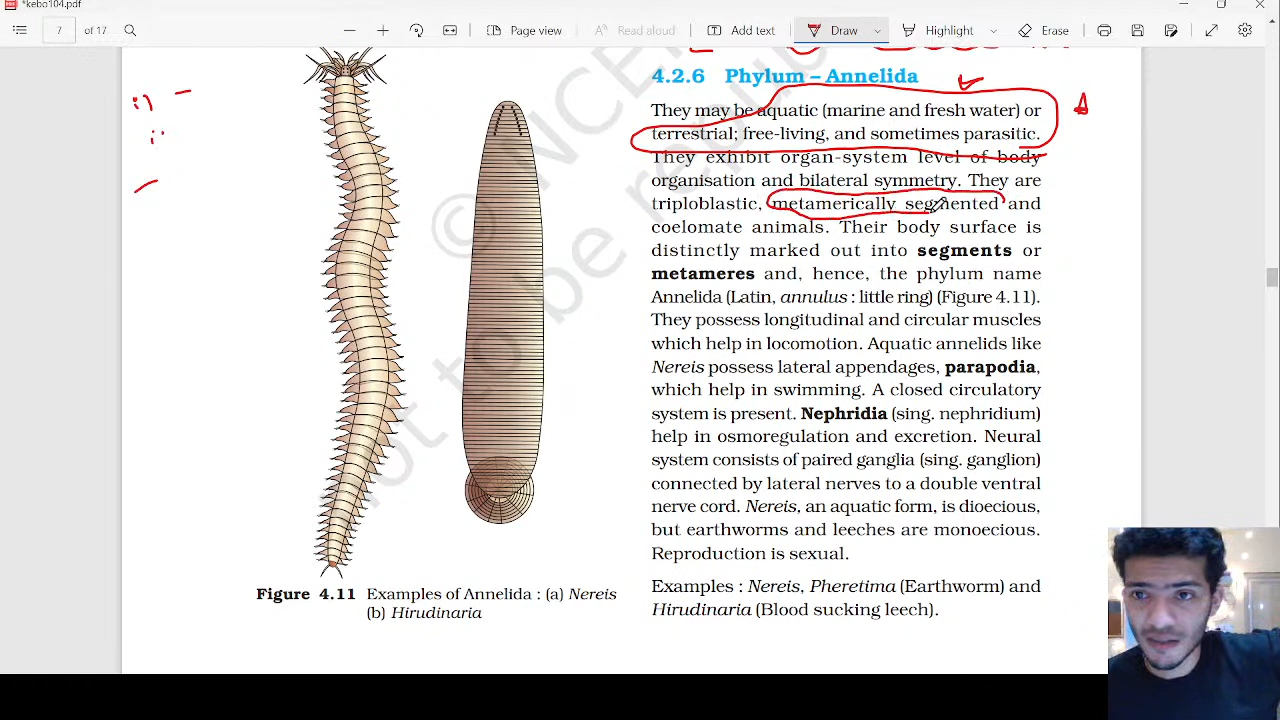 *kebo104.pdf
7 of 17 Page view Read aloud Add text Draw Highlight Erase
4.2.6 Phylum – Annelida
They may be aquatic (marine and fresh water) or
terrestrial; free-living, and sometimes parasitic.
They exhibit organ-system level of body
organisation and bilateral symmetry. They are
triploblastic, metamerically segmented and
coelomate animals. Their body surface is
distinctly marked out into segments or
metameres and, hence, the phylum name
Annelida (Latin, annulus : little ring) (Figure 4.11).
They possess longitudinal and circular muscles
which help in locomotion. Aquatic annelids like
Nereis possess lateral appendages, parapodia,
which help in swimming. A closed circulatory
system is present. Nephridia (sing. nephridium)
help in osmoregulation and excretion. Neural
system consists of paired ganglia (sing. ganglion)
connected by lateral nerves to a double ventral
nerve cord. Nereis, an aquatic form, is dioecious,
but earthworms and leeches are monoecious.
Reproduction is sexual.
Examples : Nereis, Pheretima (Earthworm) and
Hirudinaria (Blood sucking leech).
Figure 4.11 Examples of Annelida : (a) Nereis
(b) Hirudinaria
i)
ii
not to be republ
© NCE